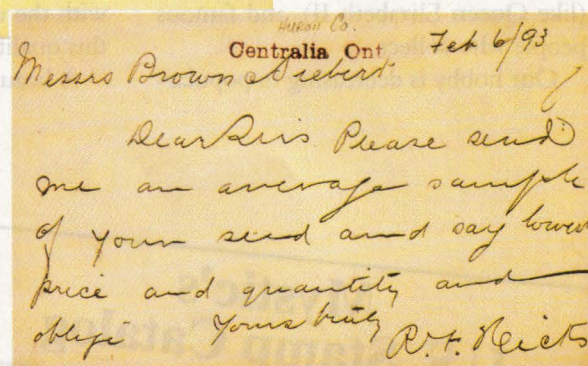 Huron Co.
Centralia Ont Feb 6/93
Messrs Brown & Siebert
Dear Sirs Please send
me an average sample
of your seed and say lowest
price and quantity and
oblige Yours truly R. F. Hicks